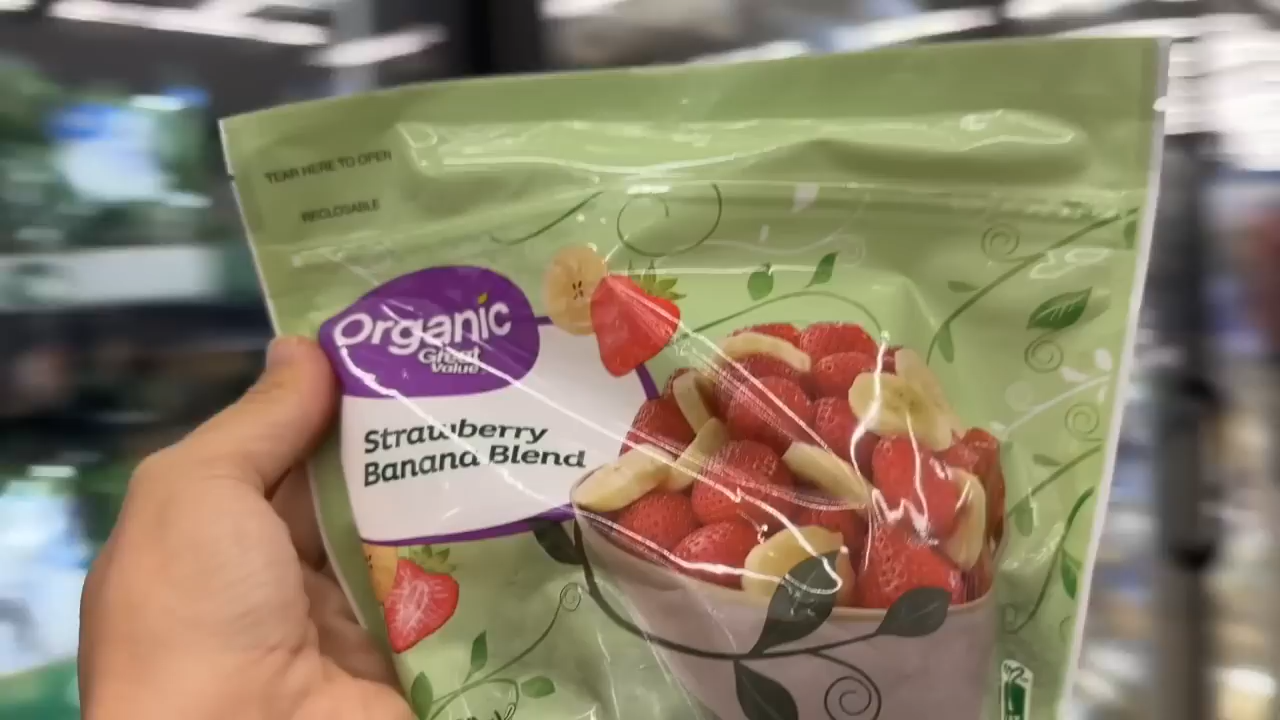 TEAR HERE TO OPEN
RECLOSABLE
Organic
Great
Value
Strawberry
Banana Blend